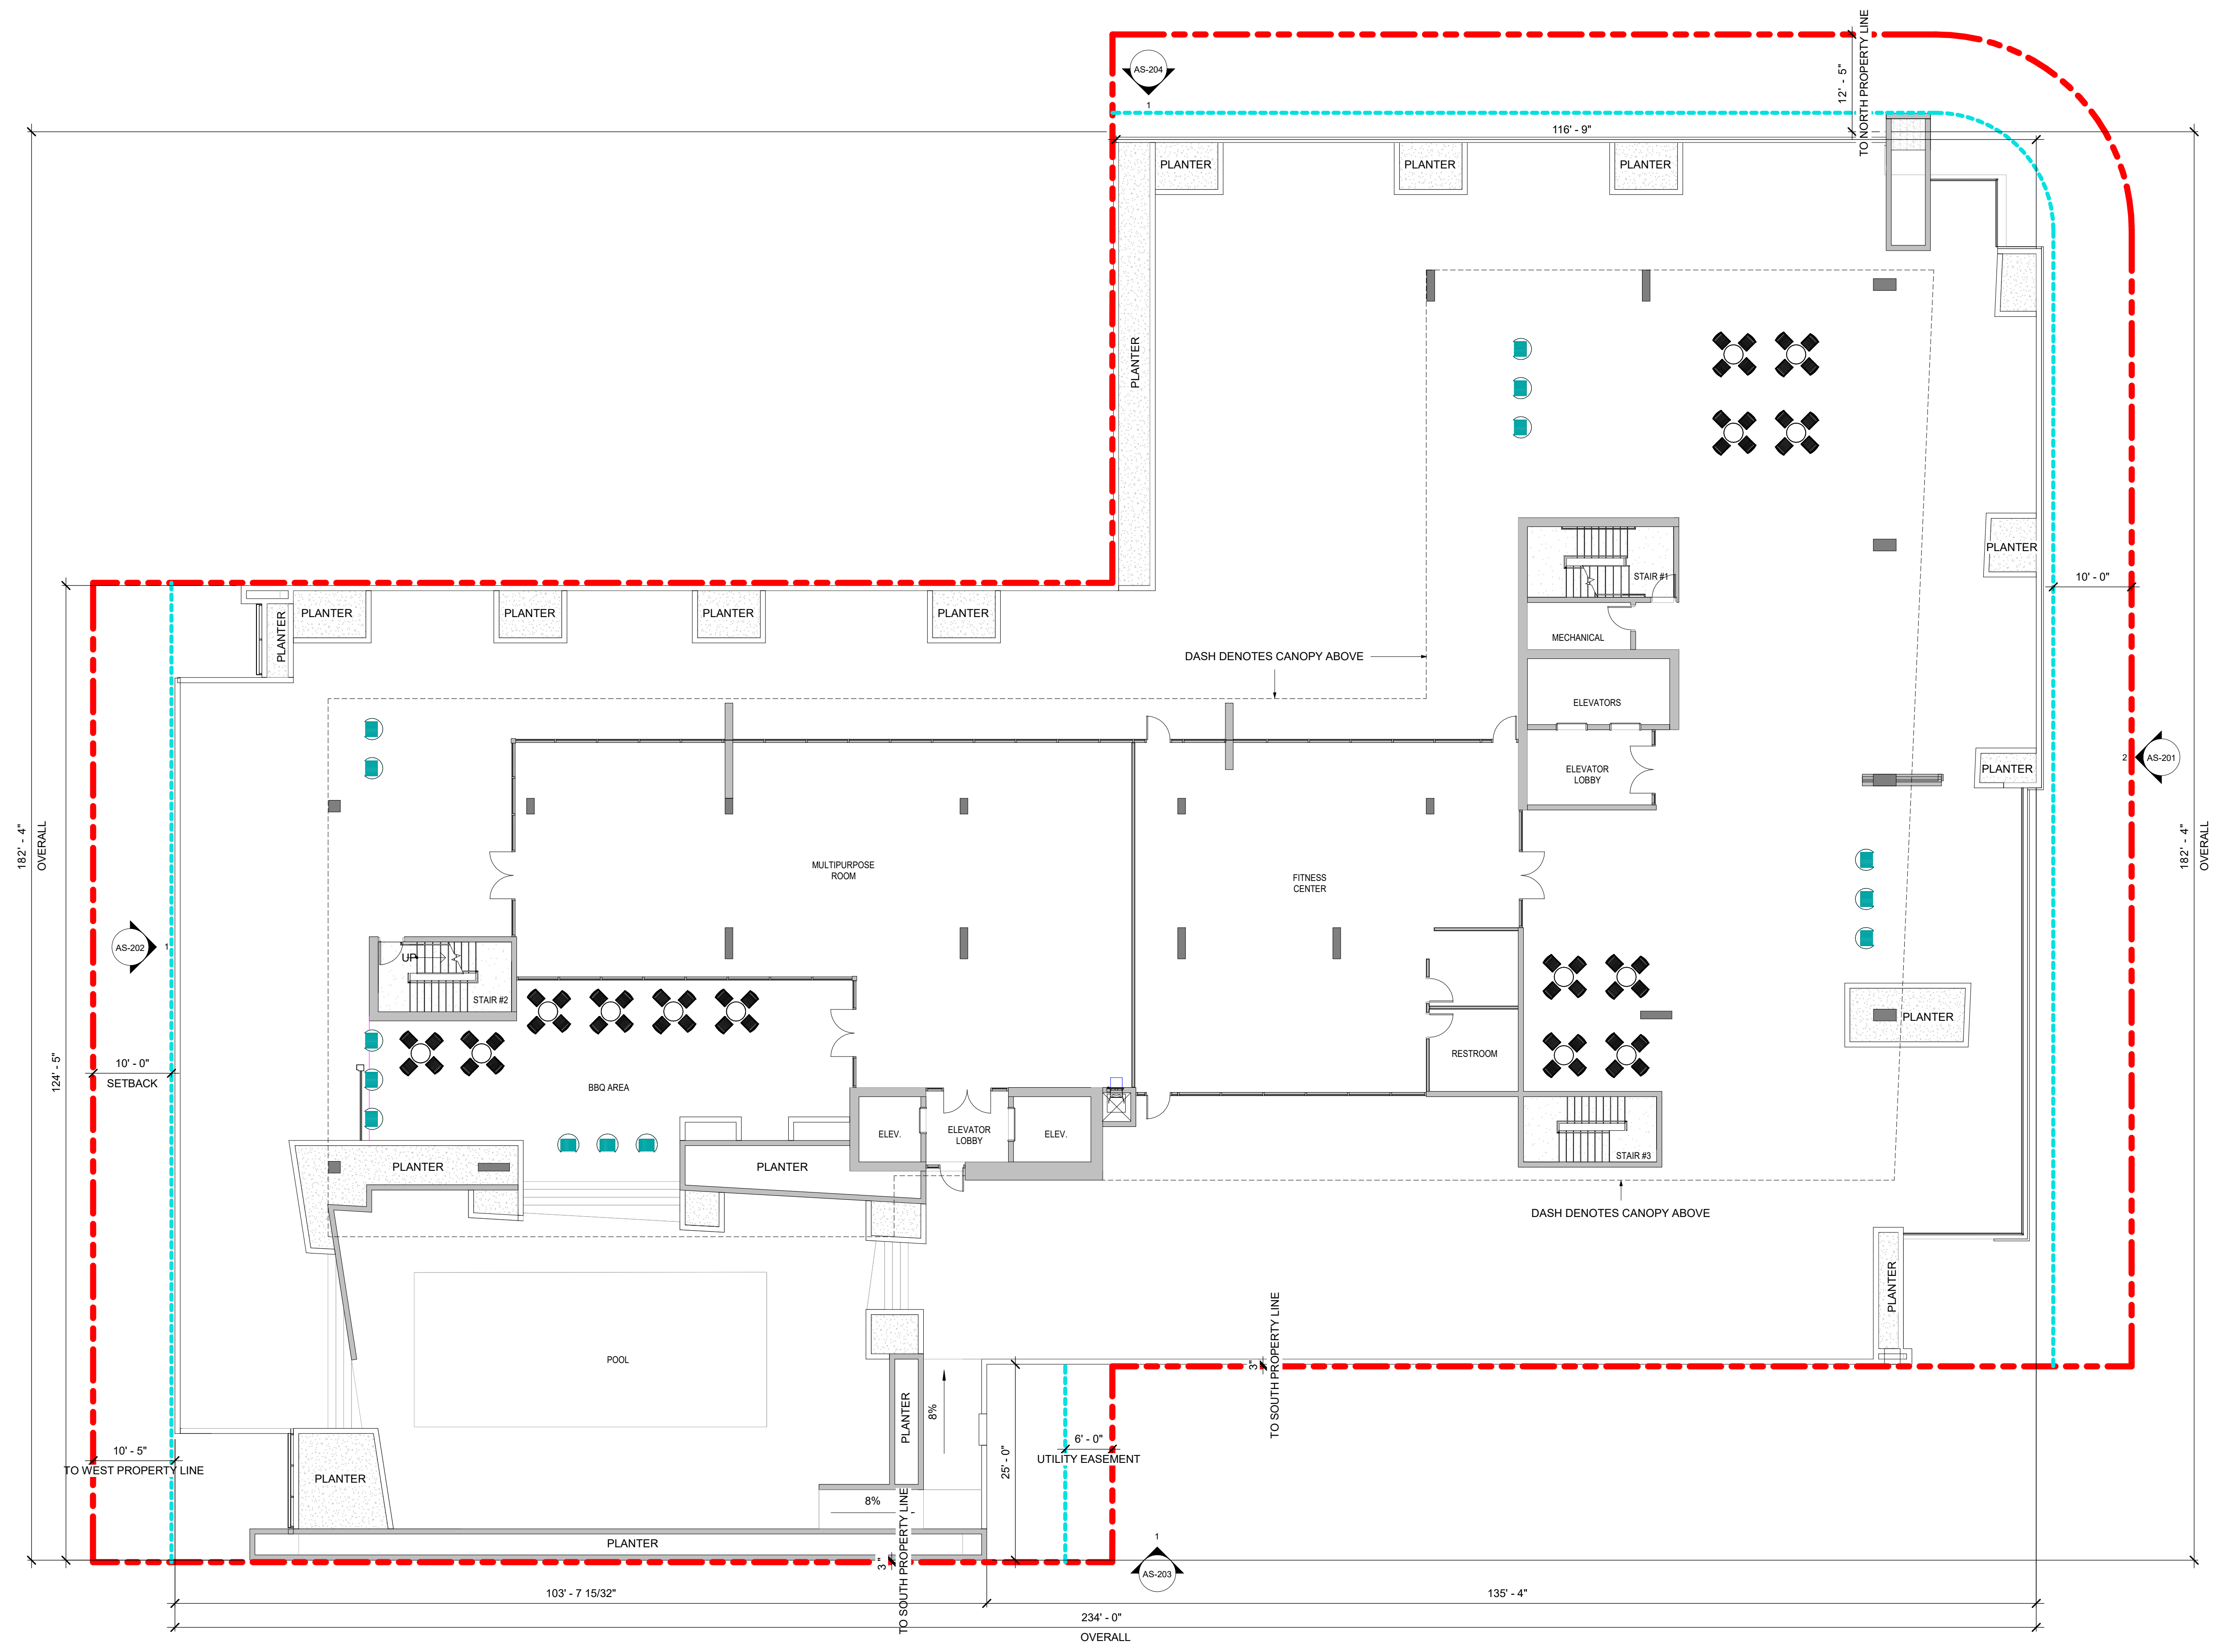 12' - 5"
TO NORTH PROPERTY LINE
AS-204
1
116' - 9"
PLANTER
PLANTER
PLANTER
PLANTER
PLANTER
STAIR #1
10' - 0"
PLANTER
PLANTER
PLANTER
PLANTER
PLANTER
MECHANICAL
DASH DENOTES CANOPY ABOVE
ELEVATORS
2
AS-201
ELEVATOR
LOBBY
PLANTER
182' - 4"
OVERALL
182' - 4"
OVERALL
MULTIPURPOSE
ROOM
FITNESS
CENTER
AS-202
1
UP
STAIR #2
PLANTER
RESTROOM
124' - 5"
10' - 0"
SETBACK
BBQ AREA
ELEV.
ELEVATOR
LOBBY
ELEV.
STAIR #3
PLANTER
PLANTER
DASH DENOTES CANOPY ABOVE
PLANTER
POOL
3"
TO SOUTH PROPERTY LINE
PLANTER
8%
10' - 5"
TO WEST PROPERTY LINE
PLANTER
25' - 0"
6' - 0"
UTILITY EASEMENT
8%
PLANTER
3"
TO SOUTH PROPERTY LINE
1
AS-203
103' - 7 15/32"
135' - 4"
234' - 0"
OVERALL